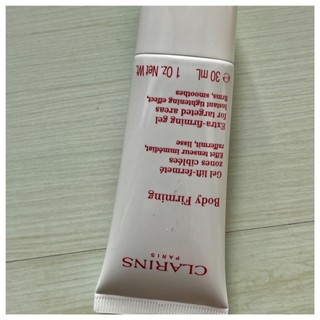 CLARINS
PARIS
Body Firming
Gel lift-fermeté
zones ciblées
Effet tenseur immédiat,
raffermit, lisse
Extra-firming gel
for targeted areas
Instant tightening effect,
firms, smoothes
℮ 30 ml 1 Oz. Net Wt.